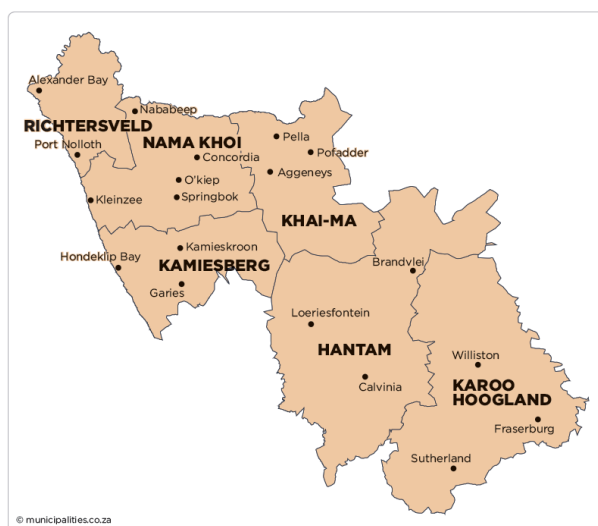 Alexander Bay
Nababeep
RICHTERSVELD
NAMA KHOI
Pella
Port Nolloth
Concordia
Pofadder
O'kiep
Aggeneys
Kleinzee
Springbok
KHAI-MA
Kamieskroon
Hondeklip Bay
KAMIESBERG
Brandvlei
Garies
Loeriesfontein
HANTAM
Williston
Calvinia
KAROO
HOOGLAND
Fraserburg
Sutherland
© municipalities.co.za